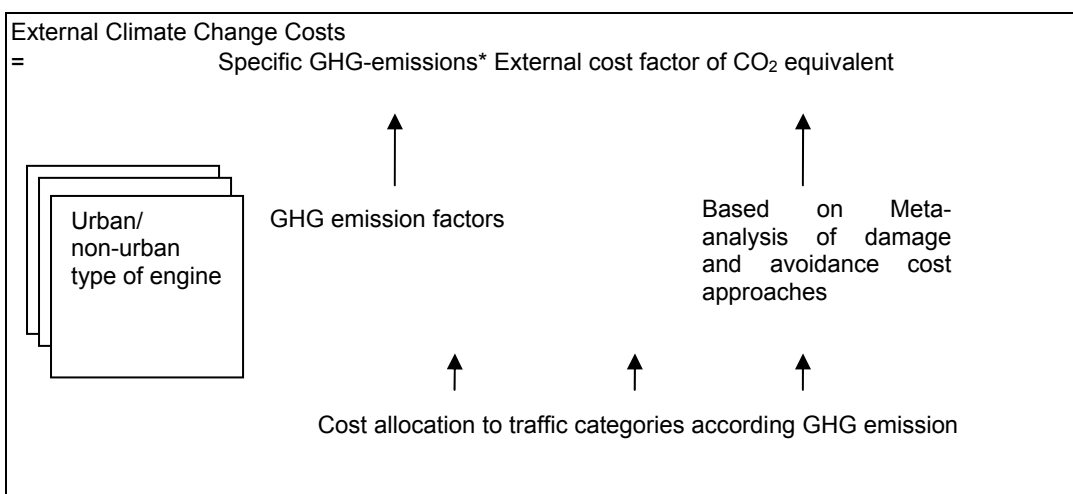 External Climate Change Costs
= Specific GHG-emissions* External cost factor of CO₂ equivalent
Urban/
non-urban
type of engine
GHG emission factors
Based on Meta-
analysis of damage
and avoidance cost
approaches
Cost allocation to traffic categories according GHG emission